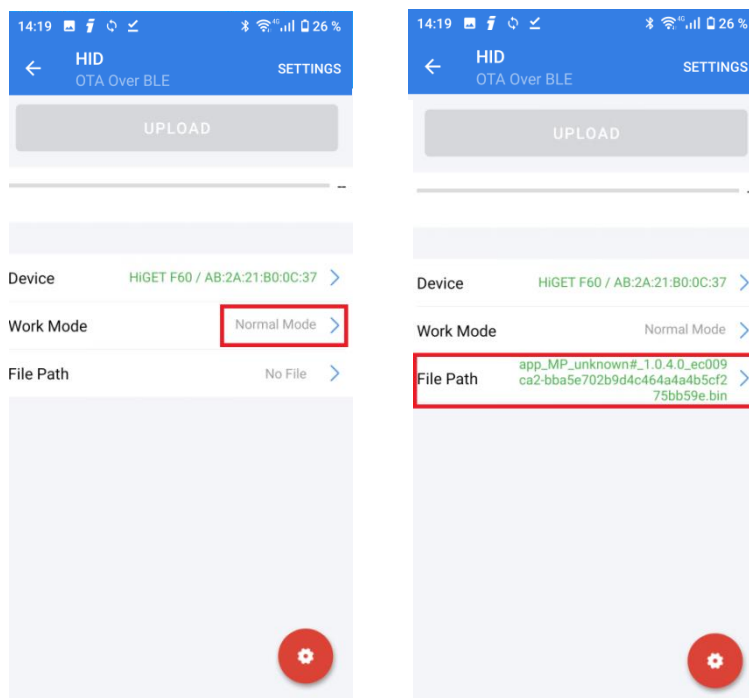 14:19 26 %
HID
OTA Over BLE
SETTINGS
UPLOAD
--
Device HiGET F60 / AB:2A:21:B0:0C:37
Work Mode Normal Mode
File Path No File
14:19 26 %
HID
OTA Over BLE
SETTINGS
UPLOAD
Device HiGET F60 / AB:2A:21:B0:0C:37
Work Mode Normal Mode
File Path
app_MP_unknown#_1.0.4.0_ec009
ca2-bba5e702b9d4c464a4a4b5cf2
75bb59e.bin